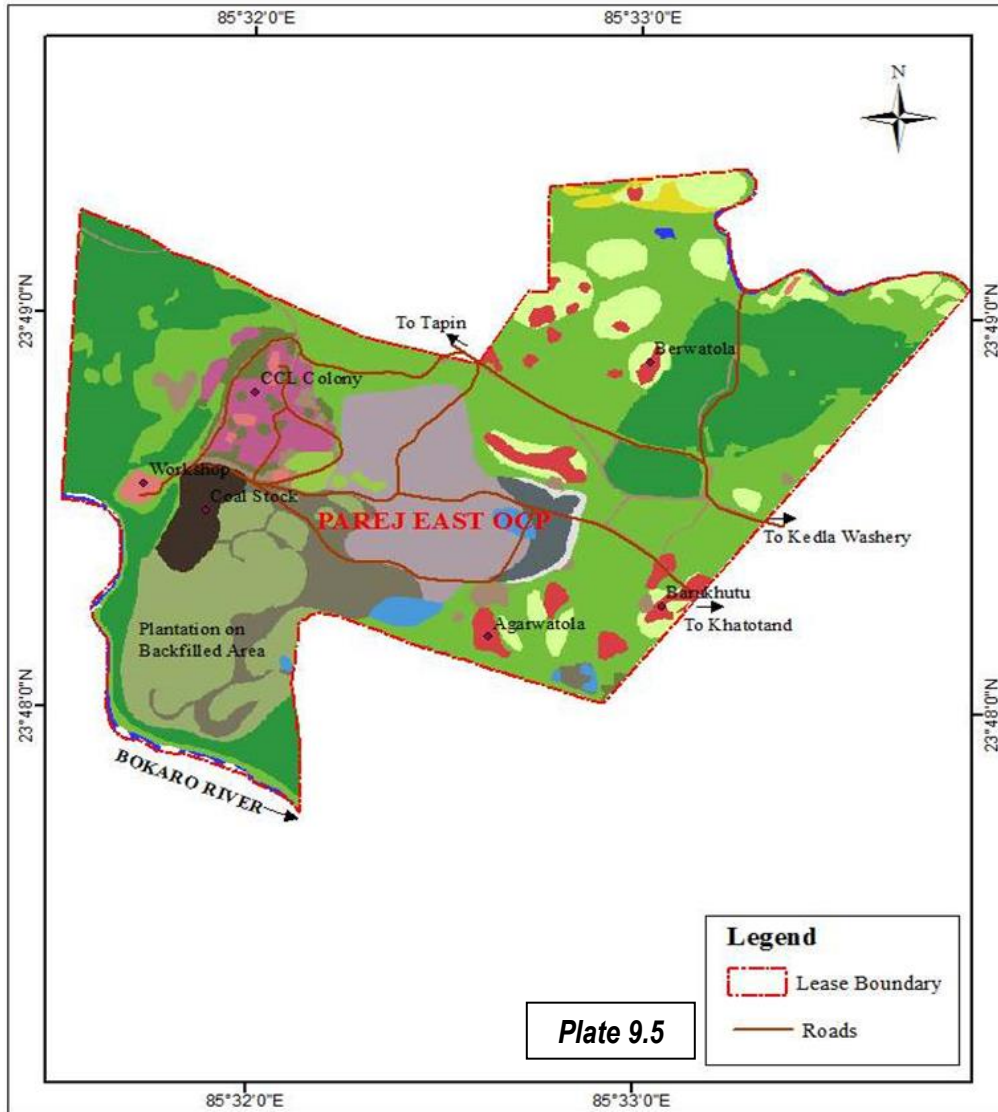 85°32'0"E
85°33'0"E
N
23°49'0"N
23°49'0"N
To Tapin
Berwatola
CCL Colony
Workshop
Coal Stock
PAREJ EAST OCP
To Kedla Washery
Barukhutu
To Khatotand
Agarwatola
Plantation on
Backfilled Area
23°48'0"N
23°48'0"N
BOKARO RIVER
Legend
Lease Boundary
Roads
Plate 9.5
85°32'0"E
85°33'0"E